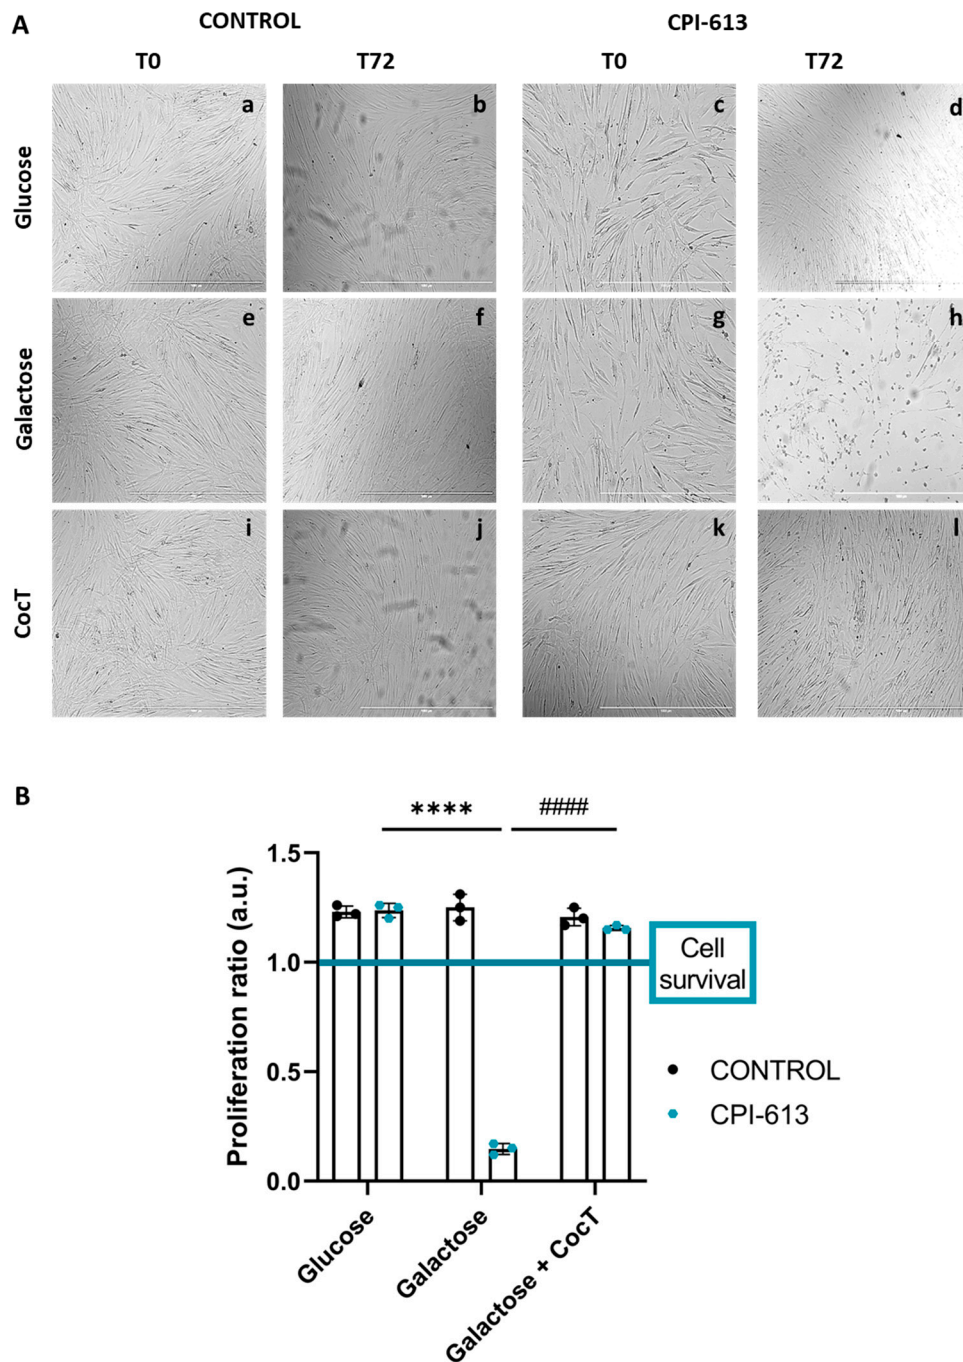 A
CONTROL
CPI-613
T0
T72
T0
T72
Glucose
a
b
c
d
Galactose
e
f
g
h
CocT
i
j
k
l
B
****
####
Proliferation ratio (a.u.)
1.5
1.0
0.5
0.0
Cell
survival
CONTROL
CPI-613
Glucose
Galactose
Galactose + CocT